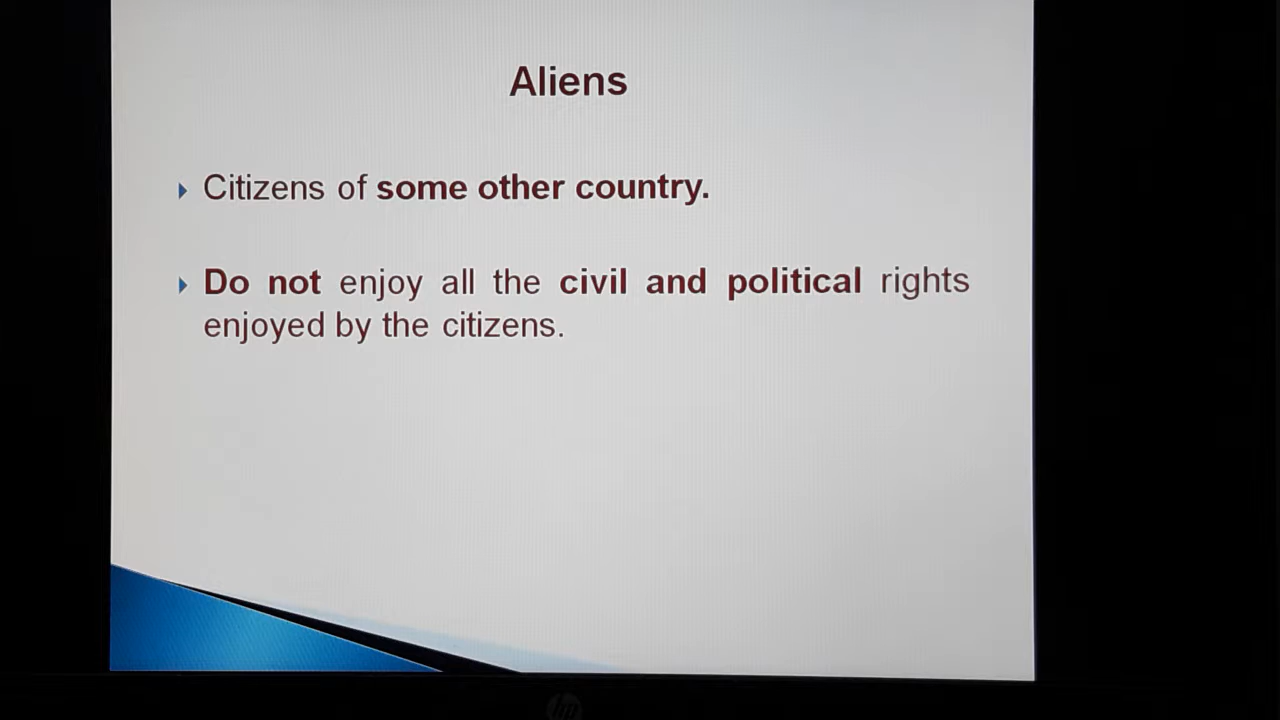 Aliens
Citizens of some other country.
Do not enjoy all the civil and political rights
enjoyed by the citizens.
hp